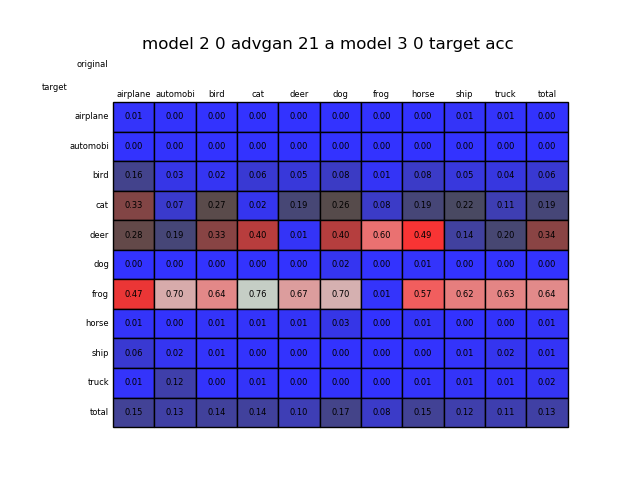 model 2 0 advgan 21 a model 3 0 target acc
original
target
airplane automobi bird cat deer dog frog horse ship truck total
airplane 0.01 0.00 0.00 0.00 0.00 0.00 0.00 0.00 0.01 0.01 0.00
automobi 0.00 0.00 0.00 0.00 0.00 0.00 0.00 0.00 0.00 0.00 0.00
bird 0.16 0.03 0.02 0.06 0.05 0.08 0.01 0.08 0.05 0.04 0.06
cat 0.33 0.07 0.27 0.02 0.19 0.26 0.08 0.19 0.22 0.11 0.19
deer 0.28 0.19 0.33 0.40 0.01 0.40 0.60 0.49 0.14 0.20 0.34
dog 0.00 0.00 0.00 0.00 0.00 0.02 0.00 0.01 0.00 0.00 0.00
frog 0.47 0.70 0.64 0.76 0.67 0.70 0.01 0.57 0.62 0.63 0.64
horse 0.01 0.00 0.01 0.01 0.01 0.03 0.00 0.01 0.00 0.00 0.01
ship 0.06 0.02 0.01 0.00 0.00 0.00 0.00 0.00 0.01 0.02 0.01
truck 0.01 0.12 0.00 0.01 0.00 0.00 0.00 0.01 0.01 0.01 0.02
total 0.15 0.13 0.14 0.14 0.10 0.17 0.08 0.15 0.12 0.11 0.13